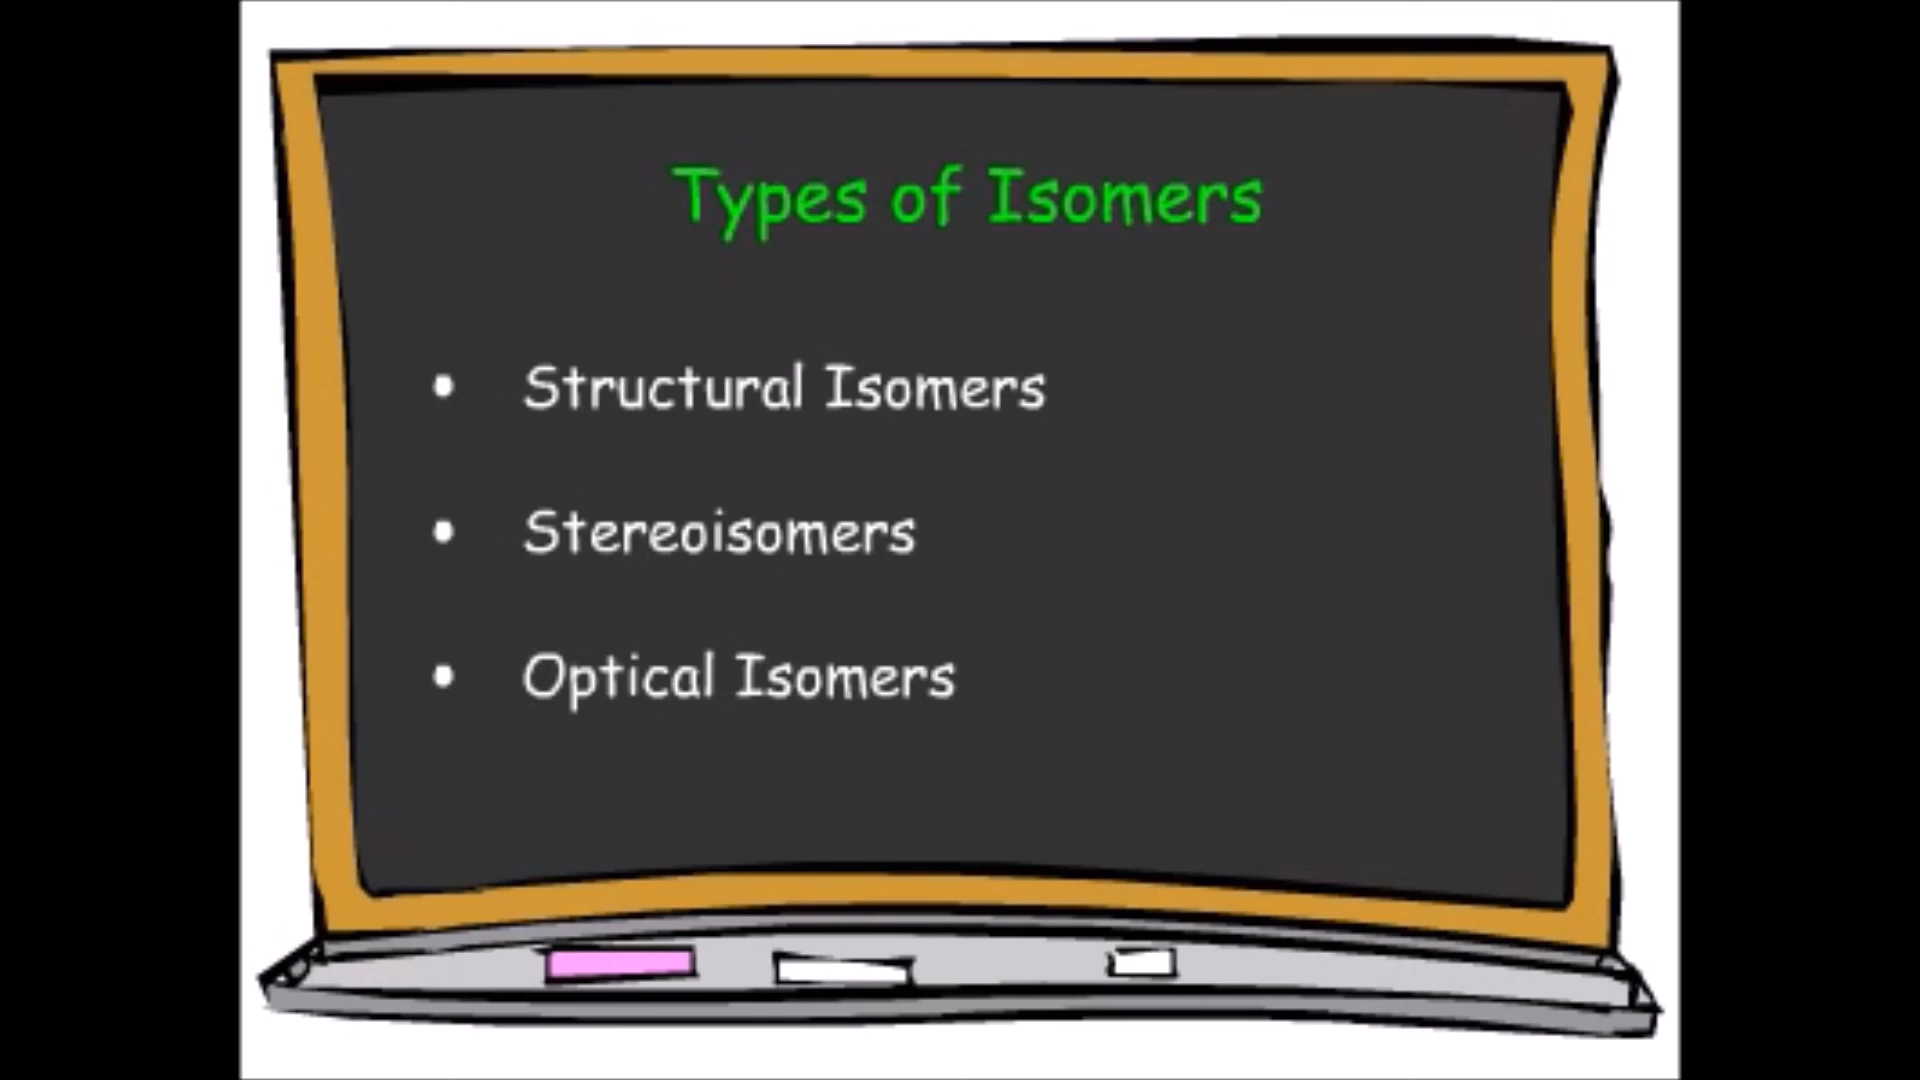 Types of Isomers
• Structural Isomers
• Stereoisomers
• Optical Isomers